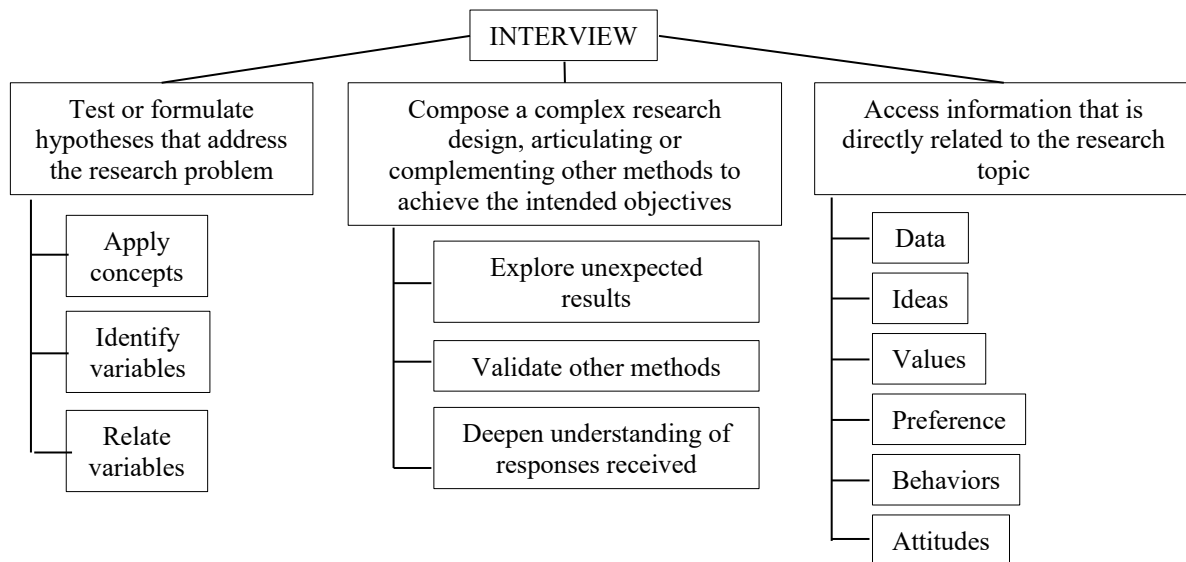 INTERVIEW
Test or formulate
hypotheses that address
the research problem
Apply
concepts
Identify
variables
Relate
variables
Compose a complex research
design, articulating or
complementing other methods to
achieve the intended objectives
Explore unexpected
results
Validate other methods
Deepen understanding of
responses received
Access information that is
directly related to the research
topic
Data
Ideas
Values
Preference
Behaviors
Attitudes